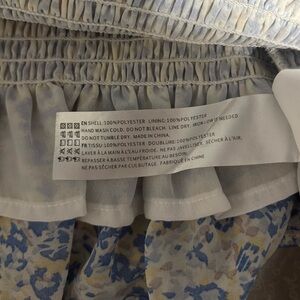 EN SHELL: 100%POLYESTER LINING: 100%POLYESTER
HAND WASH COLD. DO NOT BLEACH. LINE DRY. IRON LOW IF NEEDED
DO NOT TUMBLE DRY. MADE IN CHINA.
FR TISSU: 100%POLYESTER DOUBLURE: 100%POLYESTER
LAVER À LA MAIN À L'EAU FROIDE. NE PAS JAVELLISER. SÉCHER À L'AIR.
REPASSER À BASSE TEMPÉRATURE AU BESOIN.
NE PAS SÉCHER PAR CULBUTAGE. FABRIQUÉ EN CHINE